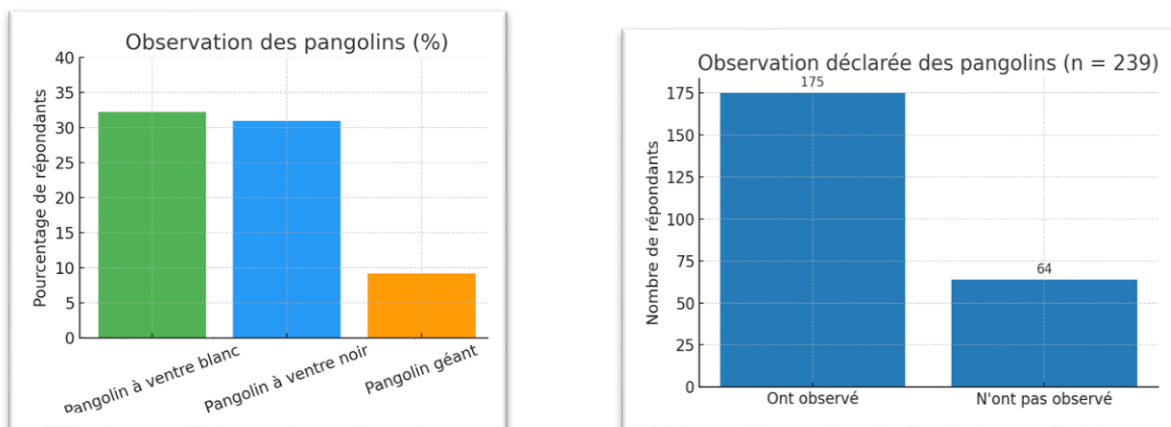 Observation des pangolins (%)
Pourcentage de répondants
40
35
30
25
20
15
10
5
0
Pangolin à ventre blanc
Pangolin à ventre noir
Pangolin géant
Observation déclarée des pangolins (n = 239)
Nombre de répondants
175
150
125
100
75
50
25
0
175
64
Ont observé
N'ont pas observé